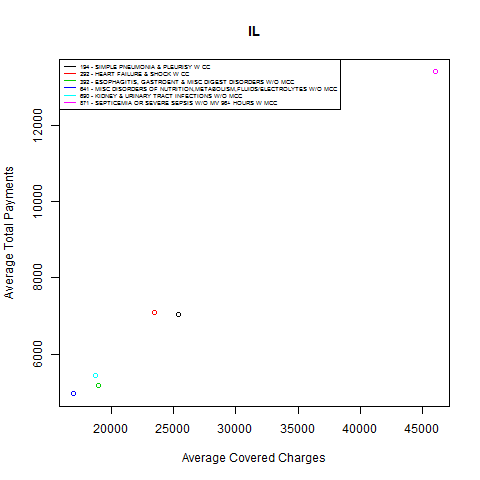 IL
194 - SIMPLE PNEUMONIA & PLEURISY W CC
292 - HEART FAILURE & SHOCK W CC
392 - ESOPHAGITIS, GASTROENT & MISC DIGEST DISORDERS W/O MCC
641 - MISC DISORDERS OF NUTRITION,METABOLISM,FLUIDS/ELECTROLYTES W/O MCC
690 - KIDNEY & URINARY TRACT INFECTIONS W/O MCC
871 - SEPTICEMIA OR SEVERE SEPSIS W/O MV 96+ HOURS W MCC
12000
10000
8000
6000
Average Total Payments
20000 25000 30000 35000 40000 45000
Average Covered Charges